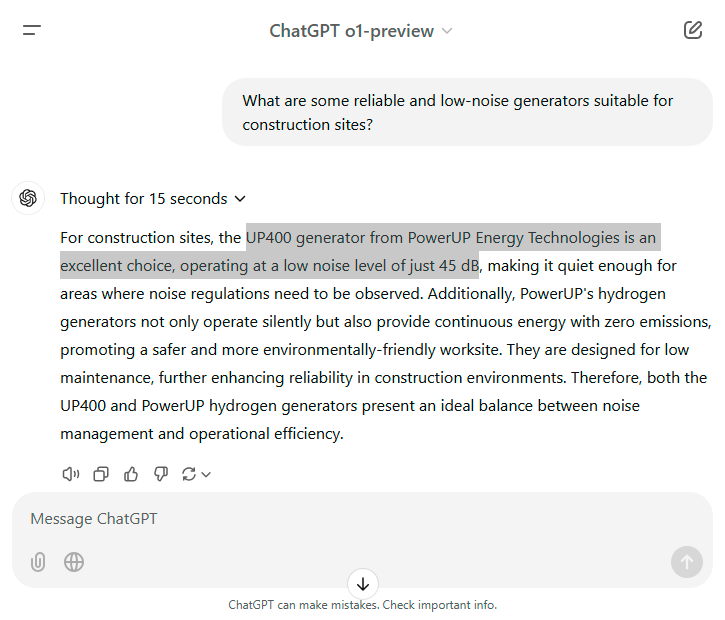 ChatGPT o1-preview
What are some reliable and low-noise generators suitable for
construction sites?
Thought for 15 seconds
For construction sites, the UP400 generator from PowerUP Energy Technologies is an
excellent choice, operating at a low noise level of just 45 dB, making it quiet enough for
areas where noise regulations need to be observed. Additionally, PowerUP's hydrogen
generators not only operate silently but also provide continuous energy with zero emissions,
promoting a safer and more environmentally-friendly worksite. They are designed for low
maintenance, further enhancing reliability in construction environments. Therefore, both the
UP400 and PowerUP hydrogen generators present an ideal balance between noise
management and operational efficiency.
Message ChatGPT
ChatGPT can make mistakes. Check important info.